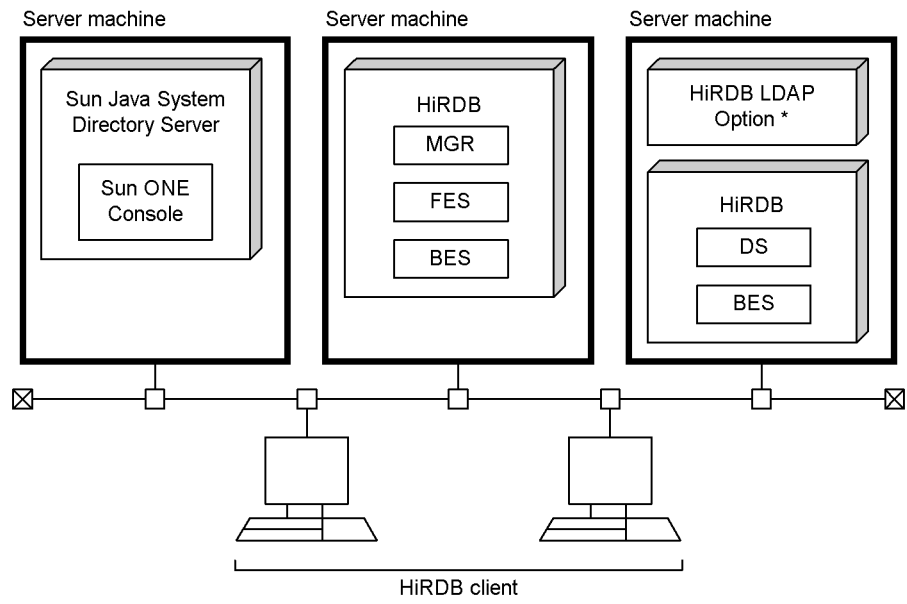 Server machine
Server machine
Server machine
Sun Java System
Directory Server
Sun ONE
Console
HiRDB
MGR
FES
BES
HiRDB LDAP
Option *
HiRDB
DS
BES
HiRDB client